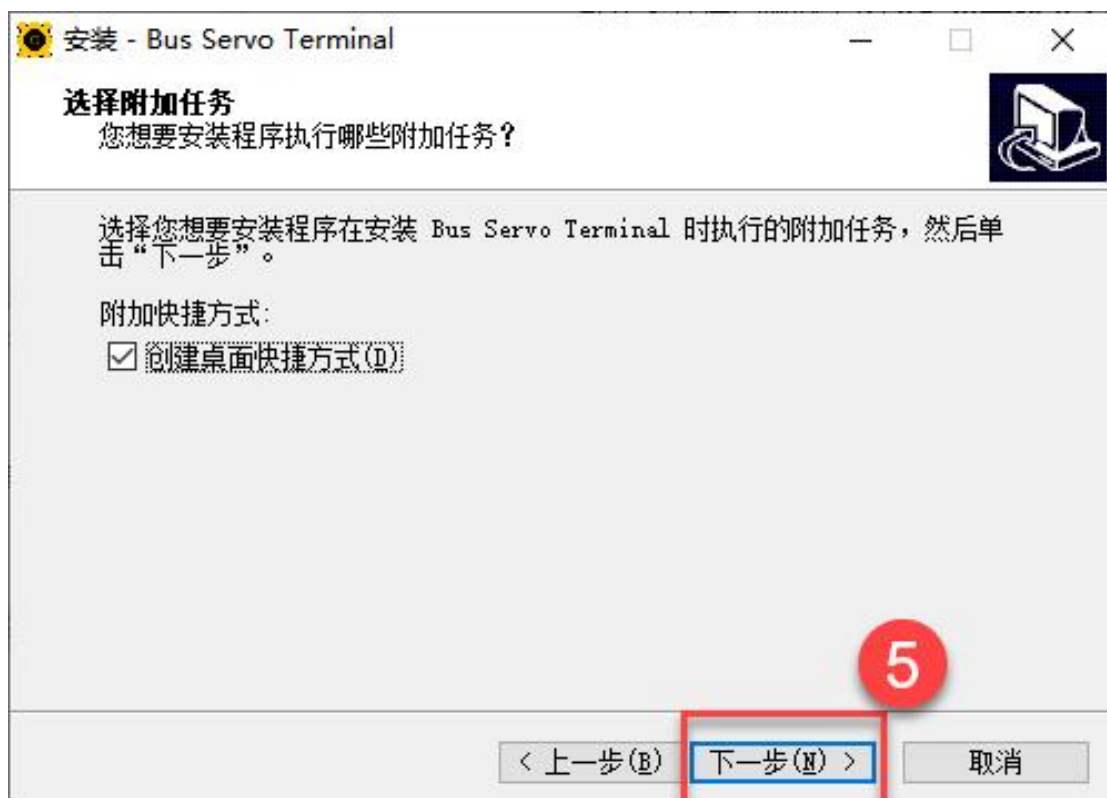 安装 - Bus Servo Terminal
选择附加任务
您想要安装程序执行哪些附加任务?
选择您想要安装程序在安装 Bus Servo Terminal 时执行的附加任务，然后单
击“下一步”。
附加快捷方式:
创建桌面快捷方式(D)
5
< 上一步(B) 下一步(N) > 取消